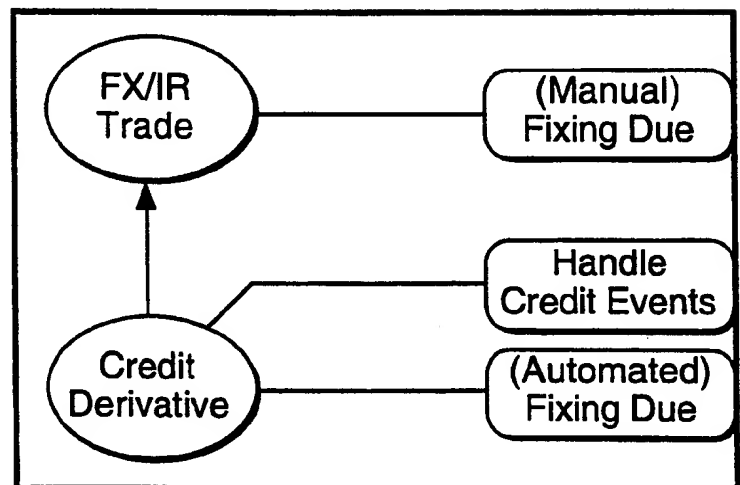 FX/IR
Trade
(Manual)
Fixing Due
Handle
Credit Events
Credit
Derivative
(Automated)
Fixing Due